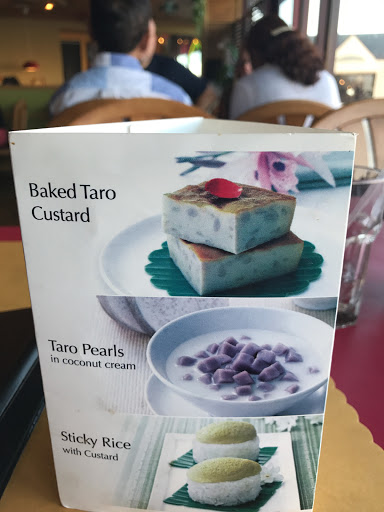 Baked Taro
Custard
Taro Pearls
in coconut cream
Sticky Rice
with Custard